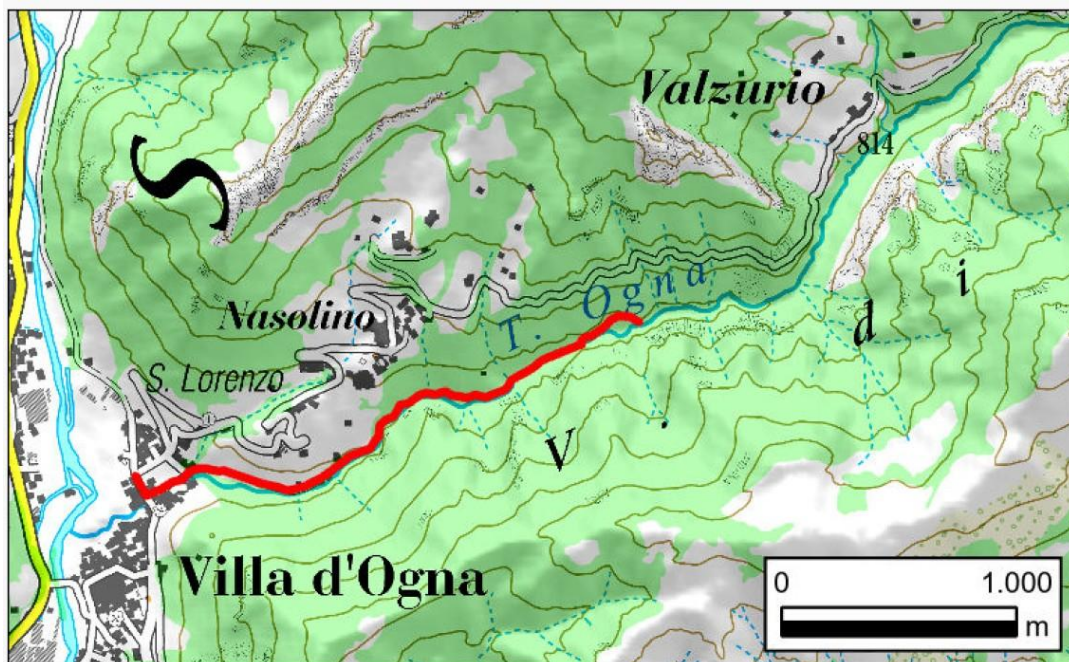 Valzurio
814
S
T. Ogna
d i
Nasolino
S. Lorenzo
V .
Villa d'Ogna
0 1.000
m